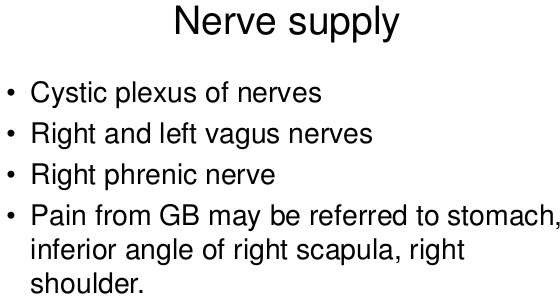 Nerve supply
• Cystic plexus of nerves
• Right and left vagus nerves
• Right phrenic nerve
• Pain from GB may be referred to stomach,
inferior angle of right scapula, right
shoulder.